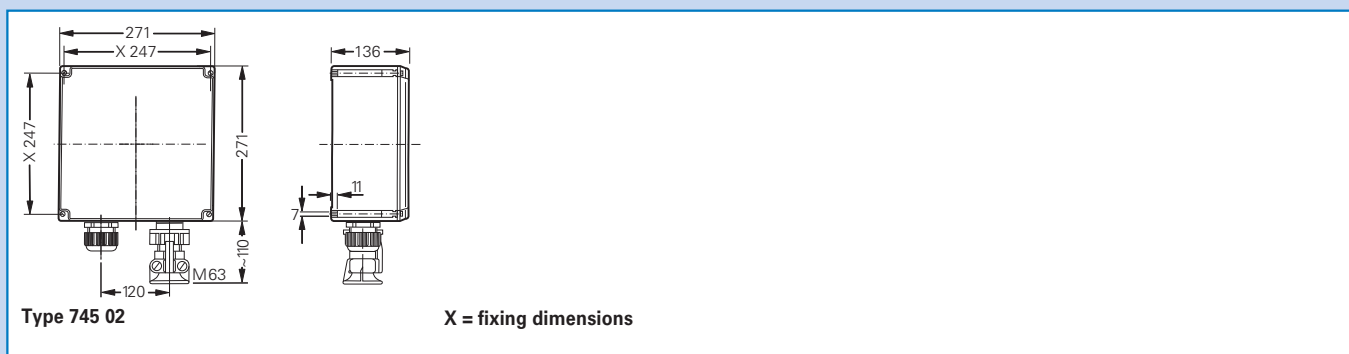 271
X 247
136
X 247
271
11
7
~110
M63
120
Type 745 02
X = fixing dimensions